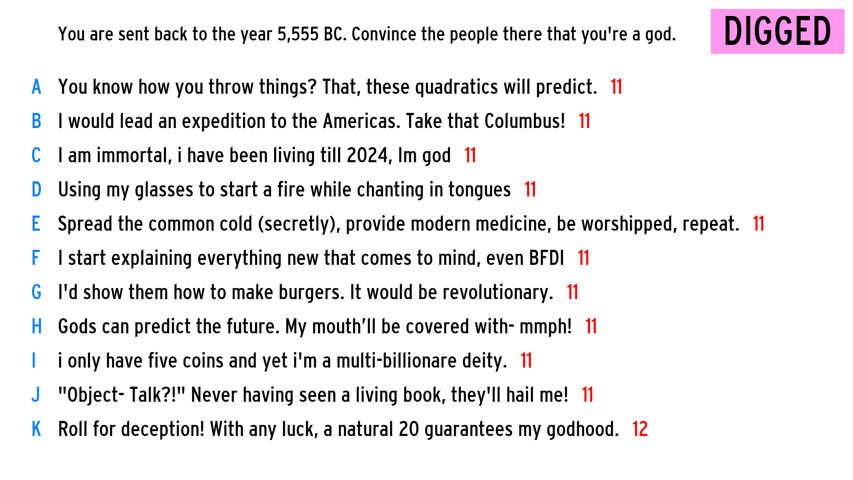 You are sent back to the year 5,555 BC. Convince the people there that you're a god.
DIGGED
A You know how you throw things? That, these quadratics will predict. 11
B I would lead an expedition to the Americas. Take that Columbus! 11
C I am immortal, i have been living till 2024, Im god 11
D Using my glasses to start a fire while chanting in tongues 11
E Spread the common cold (secretly), provide modern medicine, be worshipped, repeat. 11
F I start explaining everything new that comes to mind, even BFDI 11
G I'd show them how to make burgers. It would be revolutionary. 11
H Gods can predict the future. My mouth’ll be covered with- mmph! 11
I i only have five coins and yet i'm a multi-billionare deity. 11
J "Object- Talk?!" Never having seen a living book, they'll hail me! 11
K Roll for deception! With any luck, a natural 20 guarantees my godhood. 12